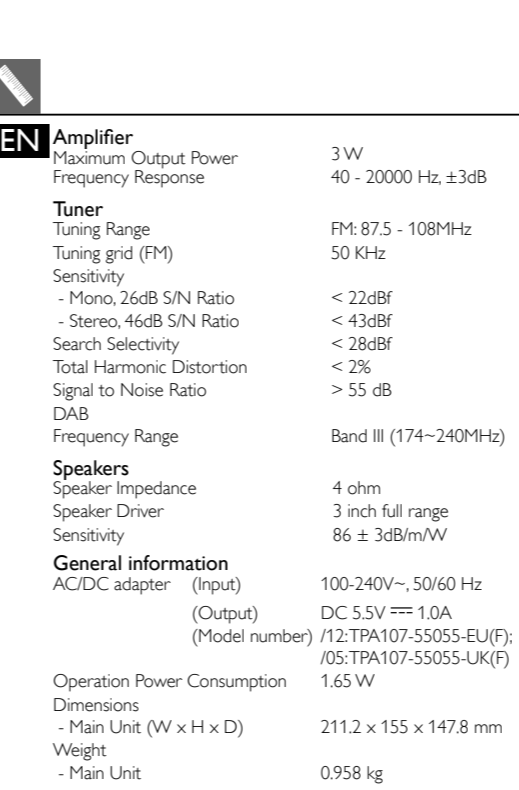 EN
Amplifier
Maximum Output Power 3 W
Frequency Response 40 - 20000 Hz, ±3dB
Tuner
Tuning Range FM: 87.5 - 108MHz
Tuning grid (FM) 50 KHz
Sensitivity
- Mono, 26dB S/N Ratio < 22dBf
- Stereo, 46dB S/N Ratio < 43dBf
Search Selectivity < 28dBf
Total Harmonic Distortion < 2%
Signal to Noise Ratio > 55 dB
DAB
Frequency Range Band III (174~240MHz)
Speakers
Speaker Impedance 4 ohm
Speaker Driver 3 inch full range
Sensitivity 86 ± 3dB/m/W
General information
AC/DC adapter (Input) 100-240V~, 50/60 Hz
(Output) DC 5.5V ⎓ 1.0A
(Model number) /12:TPA107-55055-EU(F);
/05:TPA107-55055-UK(F)
Operation Power Consumption 1.65 W
Dimensions
- Main Unit (W x H x D) 211.2 x 155 x 147.8 mm
Weight
- Main Unit 0.958 kg